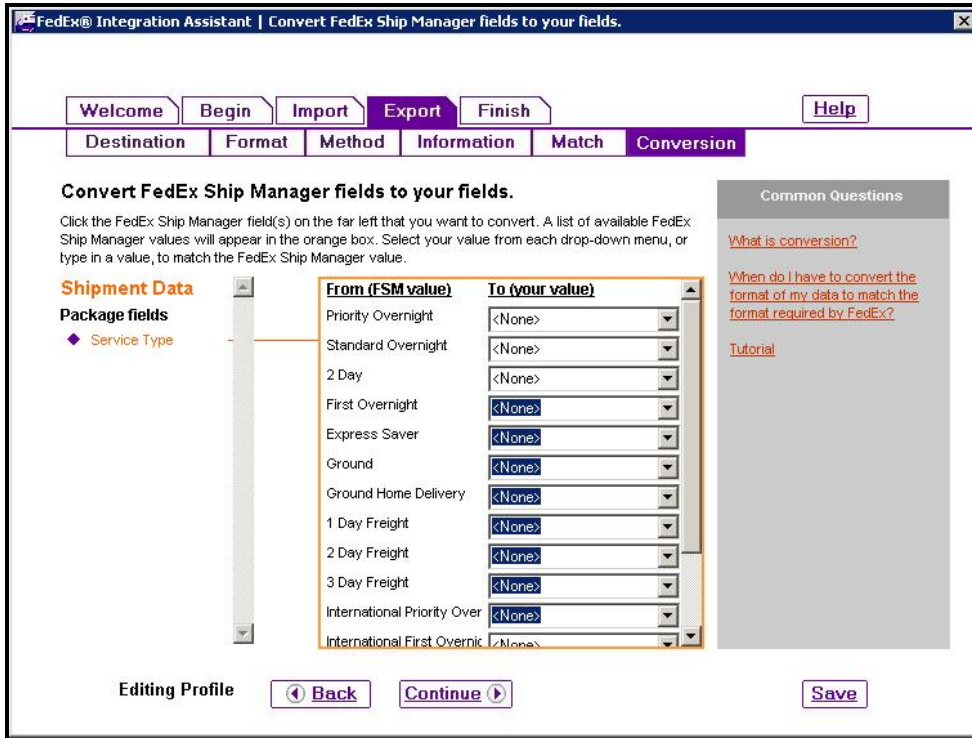 FedEx® Integration Assistant | Convert FedEx Ship Manager fields to your fields.
Welcome Begin Import Export Finish Help
Destination Format Method Information Match Conversion
Convert FedEx Ship Manager fields to your fields.
Click the FedEx Ship Manager field(s) on the far left that you want to convert. A list of available FedEx
Ship Manager values will appear in the orange box. Select your value from each drop-down menu, or
type in a value, to match the FedEx Ship Manager value.
Shipment Data
Package fields
Service Type
From (FSM value) To (your value)
Priority Overnight <None>
Standard Overnight <None>
2 Day <None>
First Overnight <None>
Express Saver <None>
Ground <None>
Ground Home Delivery <None>
1 Day Freight <None>
2 Day Freight <None>
3 Day Freight <None>
International Priority Over <None>
International First Overnic <None>
Common Questions
What is conversion?
When do I have to convert the
format of my data to match the
format required by FedEx?
Tutorial
Editing Profile Back Continue Save